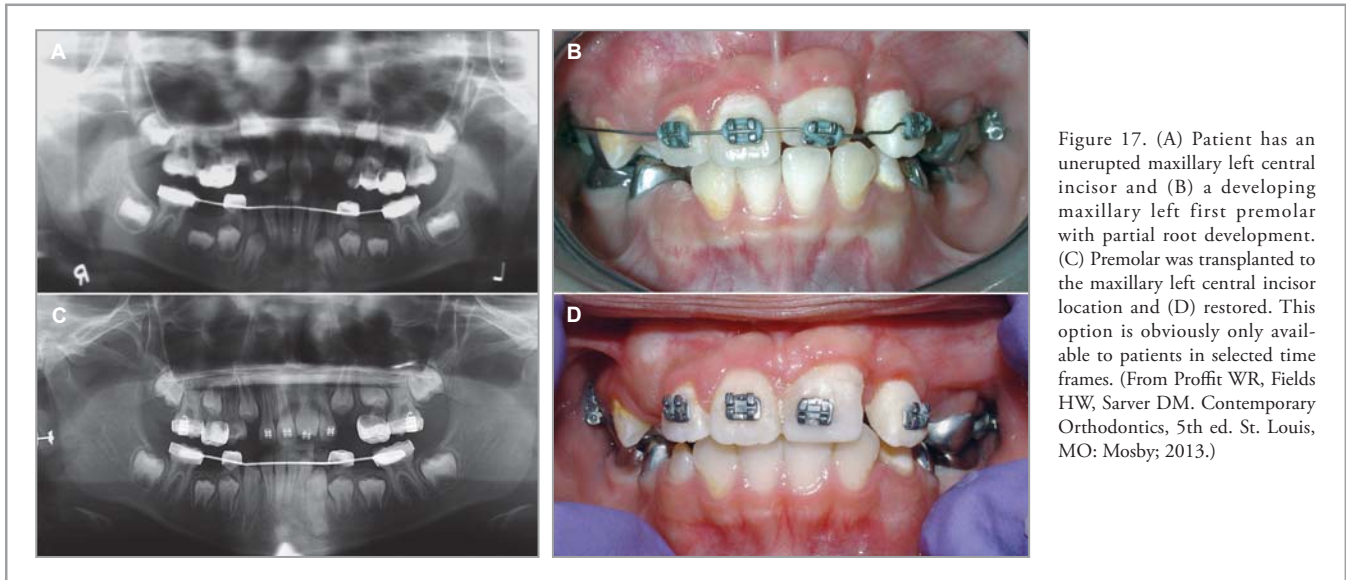 A
B
R
L
C
D
Figure 17. (A) Patient has an
unerupted maxillary left central
incisor and (B) a developing
maxillary left first premolar
with partial root development.
(C) Premolar was transplanted to
the maxillary left central incisor
location and (D) restored. This
option is obviously only avail-
able to patients in selected time
frames. (From Proffit WR, Fields
HW, Sarver DM. Contemporary
Orthodontics, 5th ed. St. Louis,
MO: Mosby; 2013.)